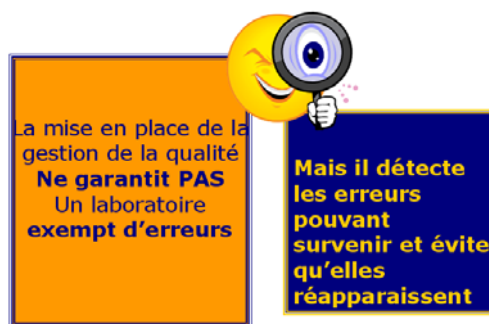 La mise en place de la
gestion de la qualité
Ne garantit PAS
Un laboratoire
exempt d'erreurs
Mais il détecte
les erreurs
pouvant
survenir et évite
qu'elles
réapparaissent